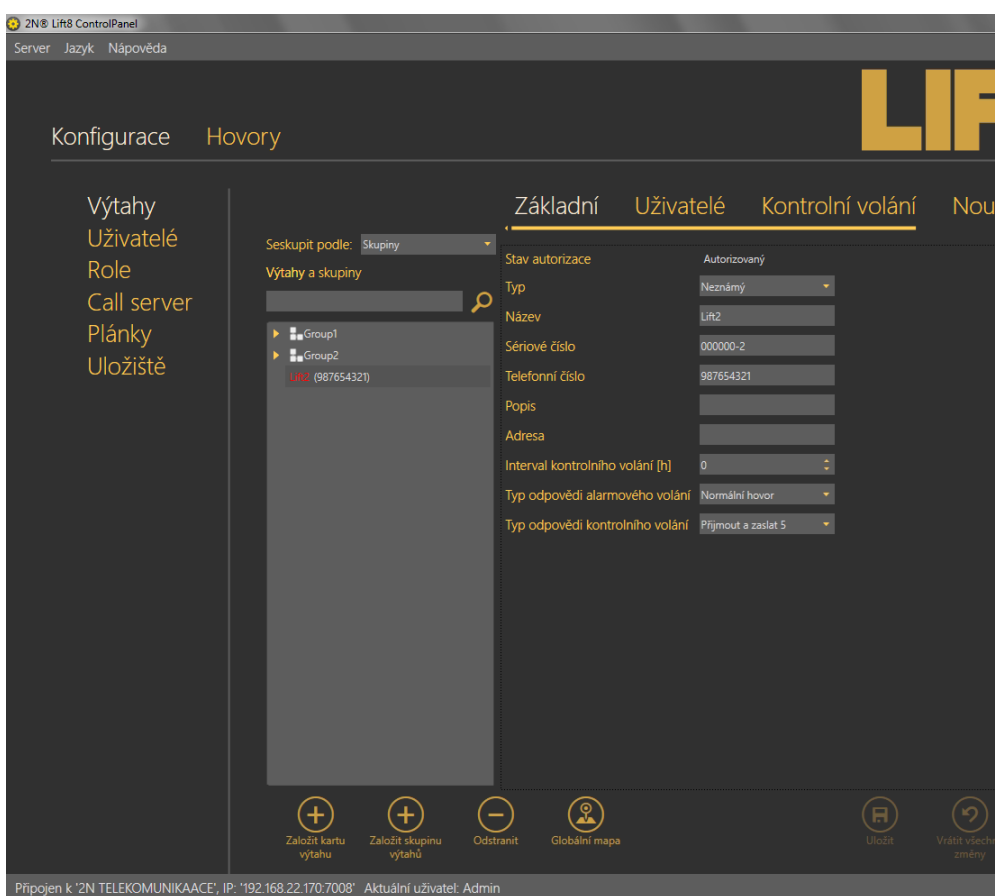 2N® Lift8 ControlPanel
Server Jazyk Nápověda
LIF
Konfigurace Hovory
Výtahy
Uživatelé
Role
Call server
Plánky
Uložiště
Seskupit podle: Skupiny
Výtahy a skupiny
Group1
Group2
Lift2 (987654321)
Základní Uživatelé Kontrolní volání Nou
Stav autorizace Autorizovaný
Typ Neznámý
Název Lift2
Sériové číslo 000000-2
Telefonní číslo 987654321
Popis
Adresa
Interval kontrolního volání [h] 0
Typ odpovědi alarmového volání Normální hovor
Typ odpovědi kontrolního volání Přijmout a zaslat 5
Založit kartu
výtahu
Založit skupinu
výtahů
Odstranit
Globální mapa
Uložit
Vrátit všech
změny
Připojen k '2N TELEKOMUNIKAACE', IP: '192.168.22.170:7008' Aktuální uživatel: Admin